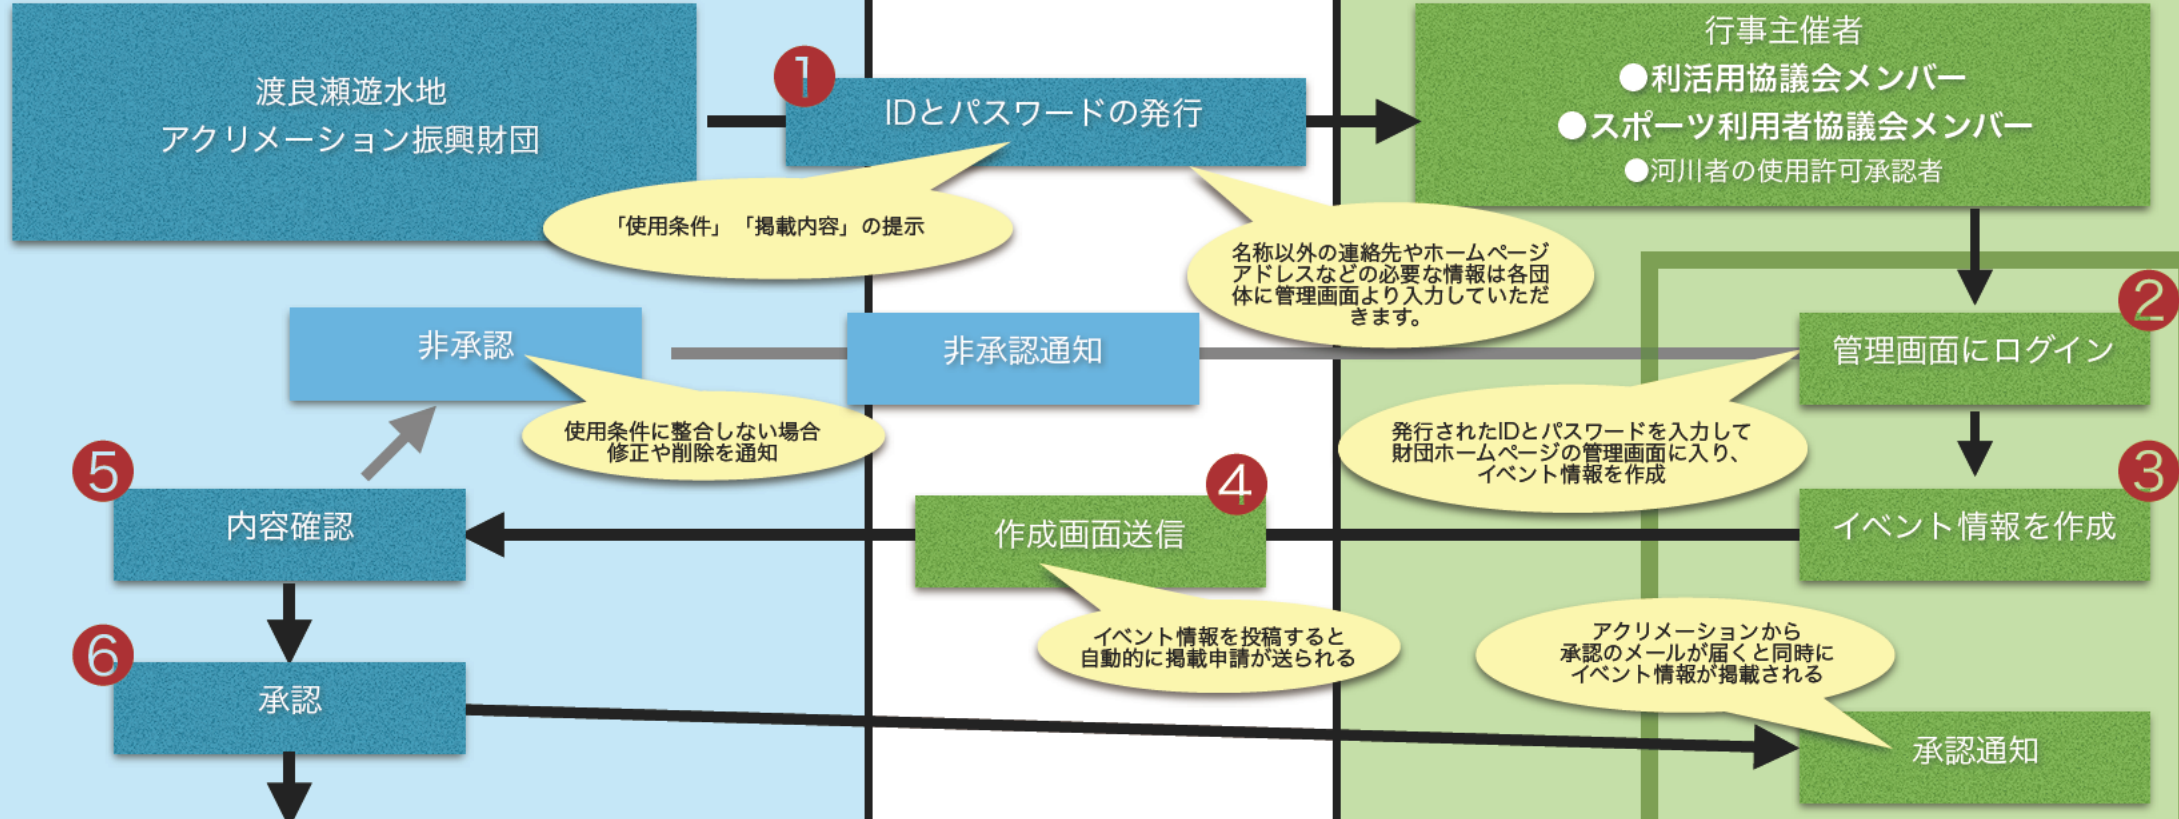 渡良瀬遊水地
アクリメーション振興財団
1
IDとパスワードの発行
行事主催者
●利活用協議会メンバー
●スポーツ利用者協議会メンバー
●河川者の使用許可承認者
「使用条件」「掲載内容」の提示
名称以外の連絡先やホームページ
アドレスなどの必要な情報は各団
体に管理画面より入力していただ
きます。
非承認
非承認通知
2
管理画面にログイン
使用条件に整合しない場合
修正や削除を通知
発行されたIDとパスワードを入力して
財団ホームページの管理画面に入り、
イベント情報を作成
5
内容確認
4
作成画面送信
3
イベント情報を作成
イベント情報を投稿すると
自動的に掲載申請が送られる
アクリメーションから
承認のメールが届くと同時に
イベント情報が掲載される
6
承認
承認通知